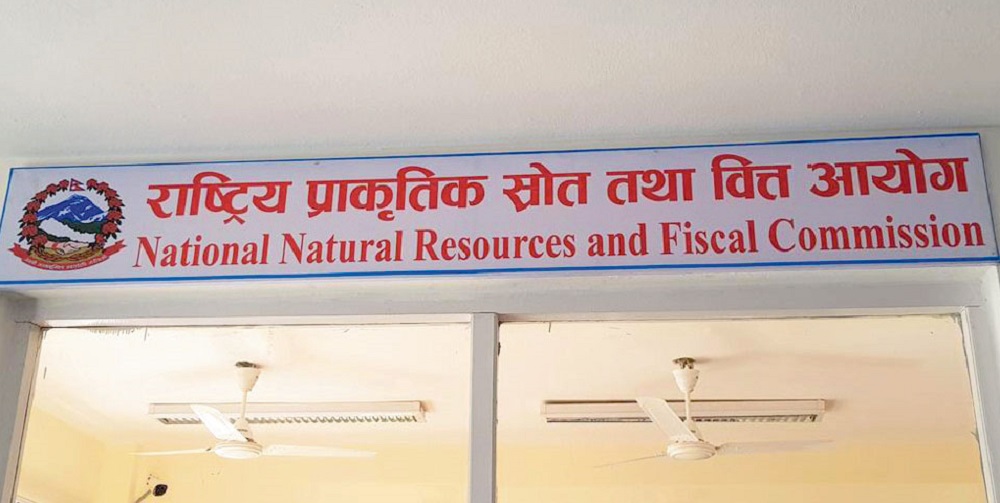 राष्ट्रिय प्राकृतिक स्रोत तथा वित्त आयोग
National Natural Resources and Fiscal Commission